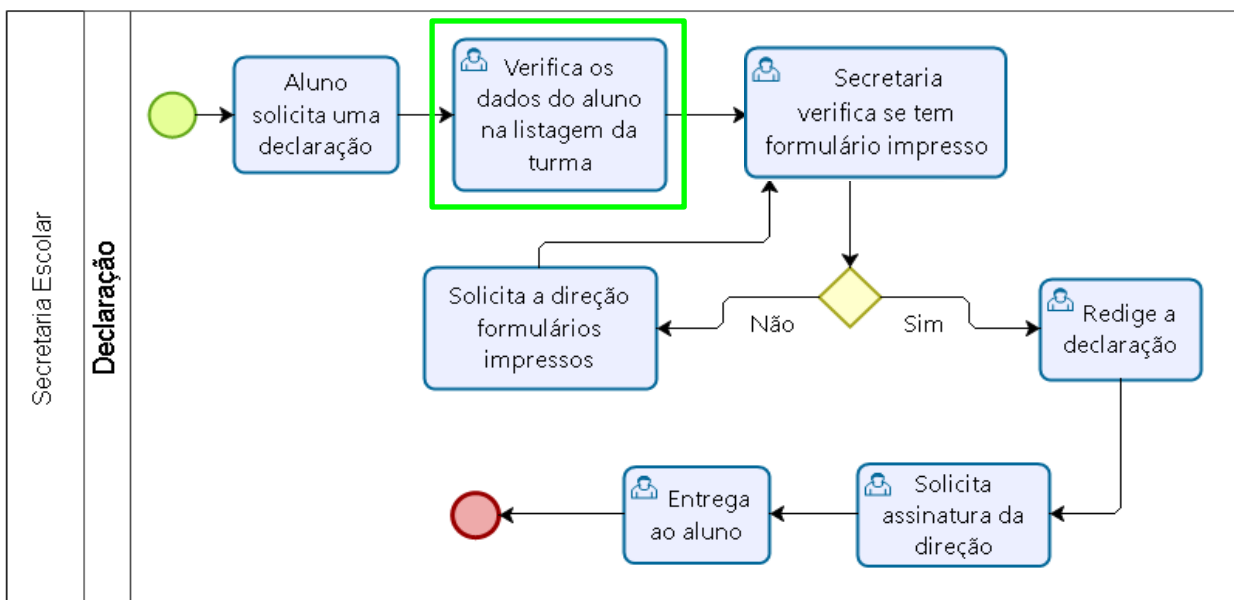 Secretaria Escolar
Declaração
Aluno
solicita uma
declaração
Verifica os
dados do aluno
na listagem da
turma
Secretaria
verifica se tem
formulário impresso
Solicita a direção
formulários
impressos
Não
Sim
Redige a
declaração
Solicita
assinatura da
direção
Entrega
ao aluno